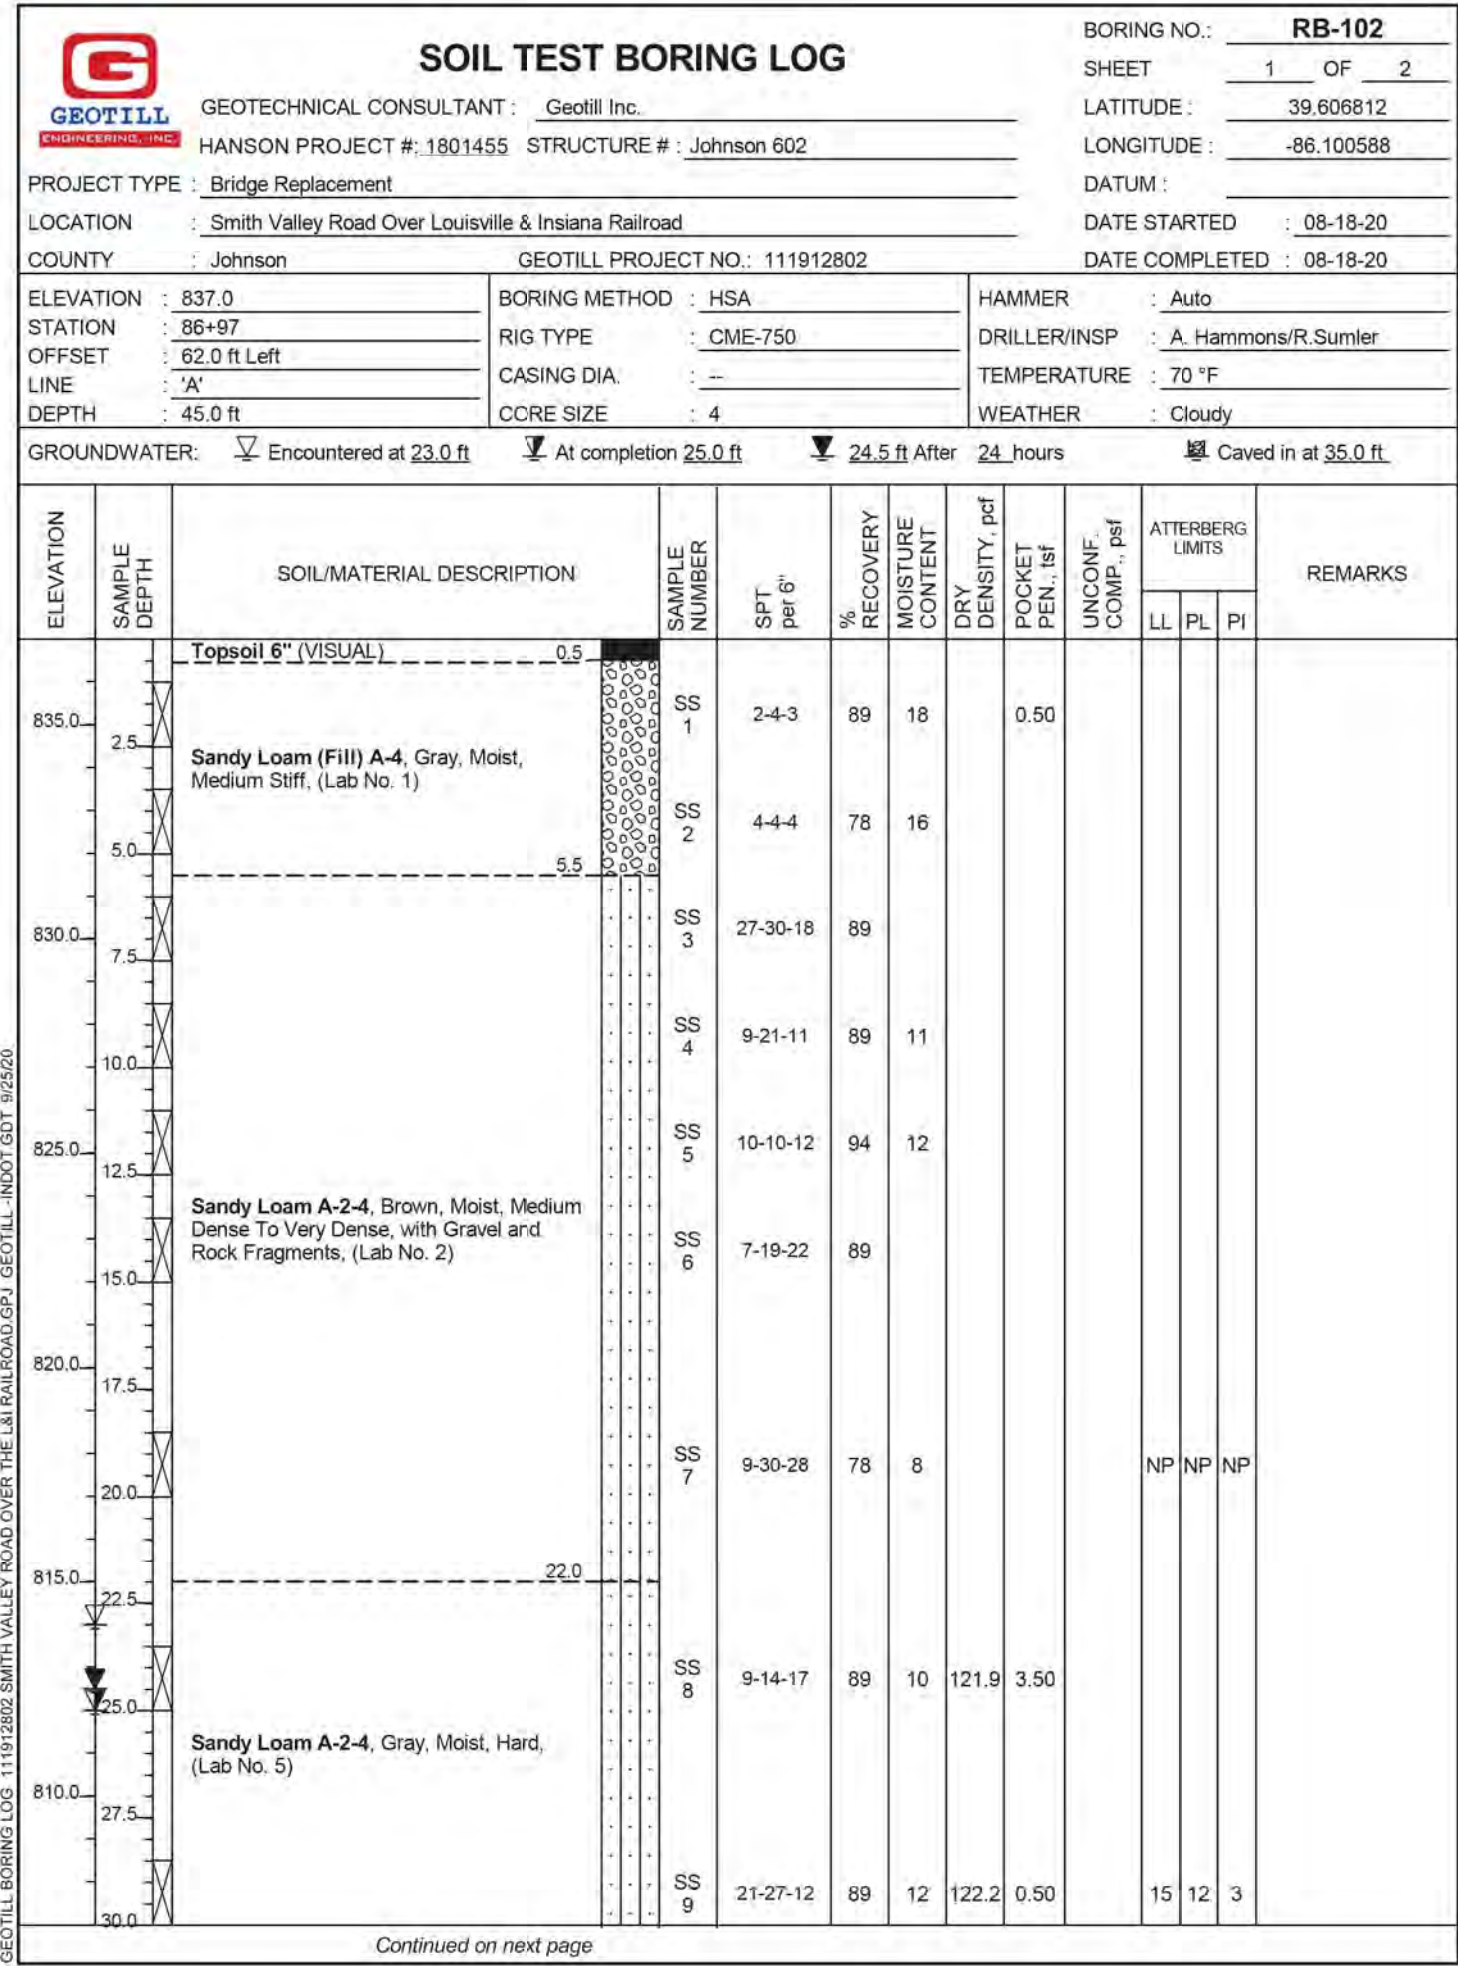 GEOTILL
ENGINEERING, INC.
SOIL TEST BORING LOG
GEOTECHNICAL CONSULTANT : Geotill Inc.
HANSON PROJECT #: 1801455 STRUCTURE # : Johnson 602
PROJECT TYPE : Bridge Replacement
LOCATION : Smith Valley Road Over Louisville & Insiana Railroad
COUNTY : Johnson GEOTILL PROJECT NO.: 111912802
BORING NO.: RB-102
SHEET 1 OF 2
LATITUDE : 39.606812
LONGITUDE : -86.100588
DATUM :
DATE STARTED : 08-18-20
DATE COMPLETED : 08-18-20
ELEVATION : 837.0
STATION : 86+97
OFFSET : 62.0 ft Left
LINE : 'A'
DEPTH : 45.0 ft
BORING METHOD : HSA
RIG TYPE : CME-750
CASING DIA. : --
CORE SIZE : 4
HAMMER : Auto
DRILLER/INSP : A. Hammons/R.Sumler
TEMPERATURE : 70 °F
WEATHER : Cloudy
GROUNDWATER: Encountered at 23.0 ft At completion 25.0 ft 24.5 ft After 24 hours Caved in at 35.0 ft
ELEVATION
SAMPLE DEPTH
SOIL/MATERIAL DESCRIPTION
SAMPLE NUMBER
SPT per 6"
% RECOVERY
MOISTURE CONTENT
DRY DENSITY, pcf
POCKET PEN., tsf
UNCONF. COMP., psf
ATTERBERG LIMITS
LL PL PI
REMARKS
Topsoil 6" (VISUAL) 0.5
835.0 SS 1 2-4-3 89 18 0.50
2.5
Sandy Loam (Fill) A-4, Gray, Moist,
Medium Stiff, (Lab No. 1)
SS 2 4-4-4 78 16
5.0
5.5
830.0 SS 3 27-30-18 89
7.5
SS 4 9-21-11 89 11
10.0
825.0 SS 5 10-10-12 94 12
12.5
Sandy Loam A-2-4, Brown, Moist, Medium
Dense To Very Dense, with Gravel and
Rock Fragments, (Lab No. 2)
SS 6 7-19-22 89
15.0
820.0
17.5
SS 7 9-30-28 78 8 NP NP NP
20.0
815.0 22.0
22.5
SS 8 9-14-17 89 10 121.9 3.50
25.0
Sandy Loam A-2-4, Gray, Moist, Hard,
(Lab No. 5)
810.0
27.5
SS 9 21-27-12 89 12 122.2 0.50 15 12 3
30.0
Continued on next page
GEOTILL BORING LOG 111912802 SMITH VALLEY ROAD OVER THE L&I RAILROAD.GPJ GEOTILL -INDOT.GDT 9/25/20